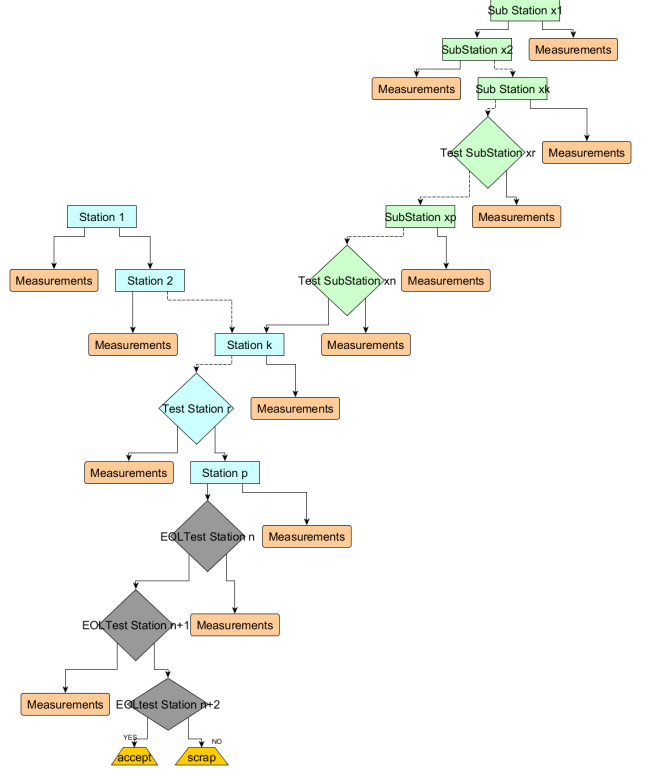 Sub Station x1
SubStation x2
Measurements
Measurements
Sub Station xk
Test SubStation xr
Measurements
Station 1
SubStation xp
Measurements
Measurements
Station 2
Test SubStation xn
Measurements
Measurements
Station k
Measurements
Test Station r
Measurements
Measurements
Station p
EOLTest Station n
Measurements
EOLTest Station n+1
Measurements
Measurements
EOLtest Station n+2
YES
NO
accept
scrap